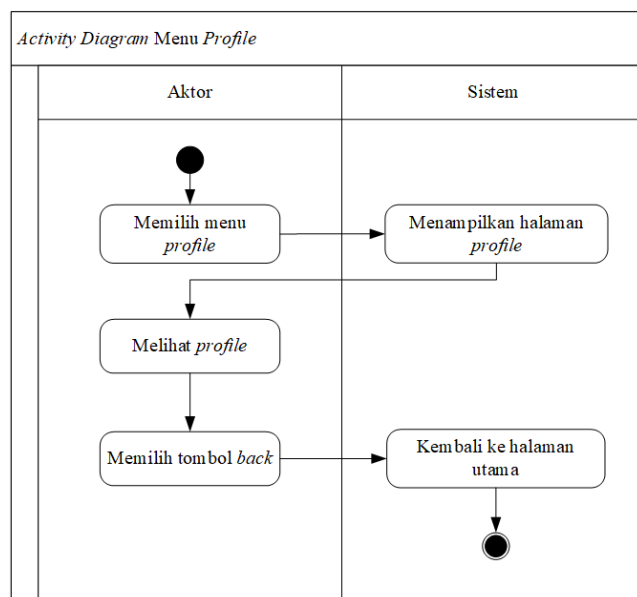 Activity Diagram Menu Profile
Aktor
Sistem
Memilih menu
profile
Menampilkan halaman
profile
Melihat profile
Memilih tombol back
Kembali ke halaman
utama